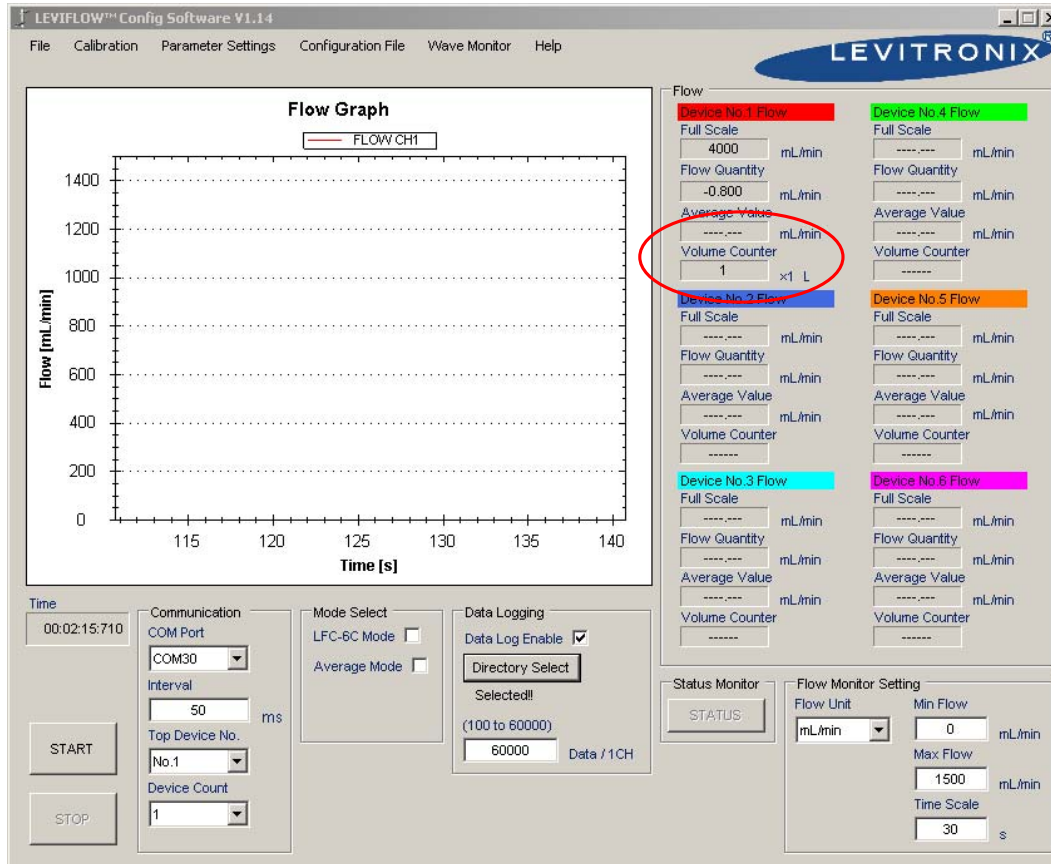 LEVIFLOW™ Config Software V1.14
File Calibration Parameter Settings Configuration File Wave Monitor Help
LEVITRONIX®
Flow Graph
FLOW CH1
1400
1200
1000
800
600
400
200
0
Flow [mL/min]
115 120 125 130 135 140
Time [s]
Flow
Device No.1 Flow
Full Scale
4000 mL/min
Flow Quantity
-0.800 mL/min
Average Value
----.--- mL/min
Volume Counter
1 ×1 L
Device No.2 Flow
Full Scale
----.--- mL/min
Flow Quantity
----.--- mL/min
Average Value
----.--- mL/min
Volume Counter
------
Device No.3 Flow
Full Scale
----.--- mL/min
Flow Quantity
----.--- mL/min
Average Value
----.--- mL/min
Volume Counter
------
Device No.4 Flow
Full Scale
----.--- mL/min
Flow Quantity
----.--- mL/min
Average Value
----.--- mL/min
Volume Counter
------
Device No.5 Flow
Full Scale
----.--- mL/min
Flow Quantity
----.--- mL/min
Average Value
----.--- mL/min
Volume Counter
------
Device No.6 Flow
Full Scale
----.--- mL/min
Flow Quantity
----.--- mL/min
Average Value
----.--- mL/min
Volume Counter
------
Time
00:02:15:710
START
STOP
Communication
COM Port
COM30
Interval
50 ms
Top Device No.
No.1
Device Count
1
Mode Select
LFC-6C Mode
Average Mode
Data Logging
Data Log Enable
Directory Select
Selected!!
(100 to 60000)
60000 Data / 1CH
Status Monitor
STATUS
Flow Monitor Setting
Flow Unit
mL/min
Min Flow
0 mL/min
Max Flow
1500 mL/min
Time Scale
30 s